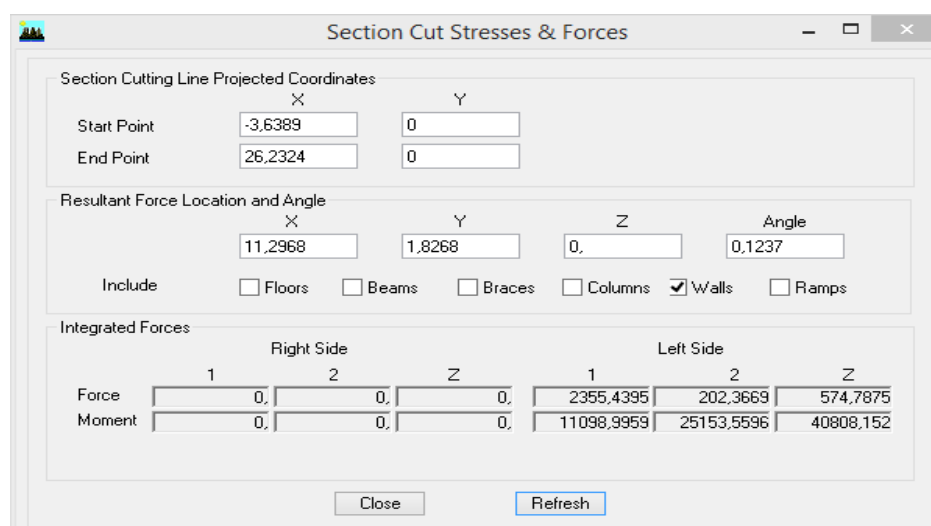 Section Cut Stresses & Forces
Section Cutting Line Projected Coordinates
X Y
Start Point -3,6389 0
End Point 26,2324 0
Resultant Force Location and Angle
X Y Z Angle
11,2968 1,8268 0, 0,1237
Include Floors Beams Braces Columns Walls Ramps
Integrated Forces
Right Side Left Side
1 2 Z 1 2 Z
Force 0, 0, 0, 2355,4395 202,3669 574,7875
Moment 0, 0, 0, 11098,9959 25153,5596 40808,152
Close Refresh